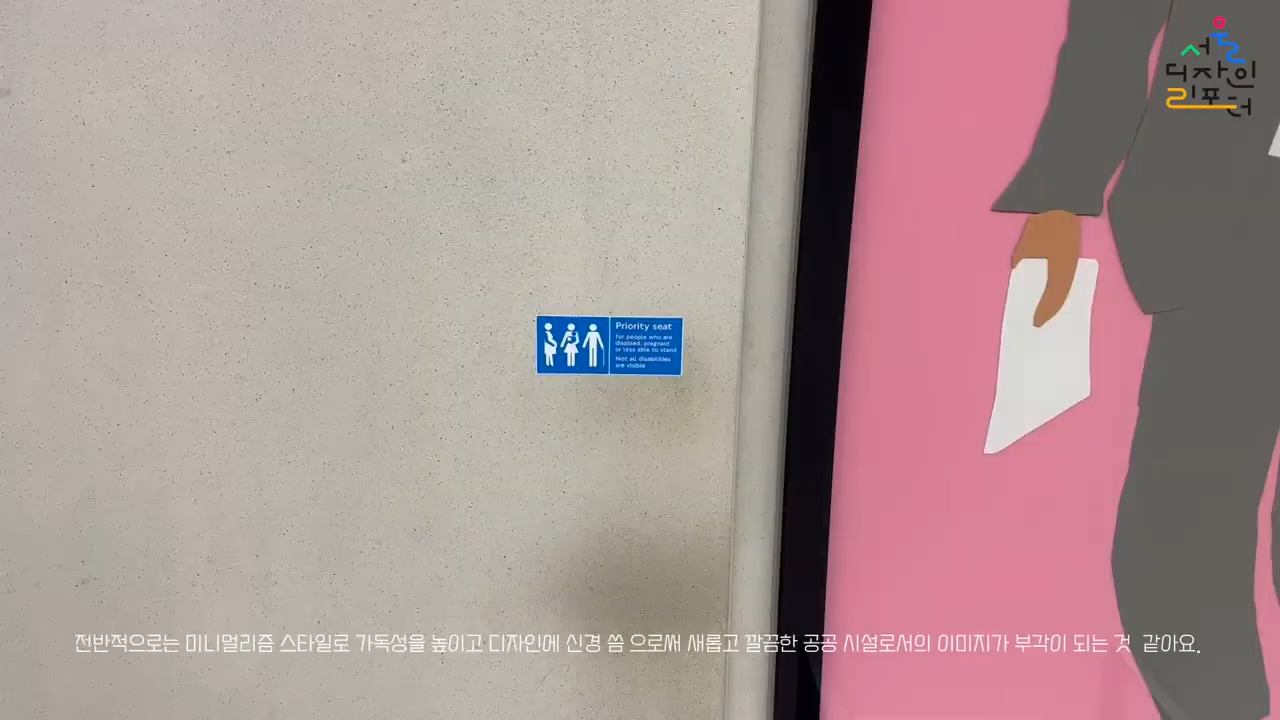 서울
디자인
리포터
Priority seat
for people who are
disabled, pregnant
or less able to stand
Not all disabilities
are visible
전반적으로는 미니멀리즘 스타일로 가독성을 높이고 디자인에 신경 씀 으로써 새롭고 깔끔한 공공 시설로서의 이미지가 부각이 되는 것 같아요.